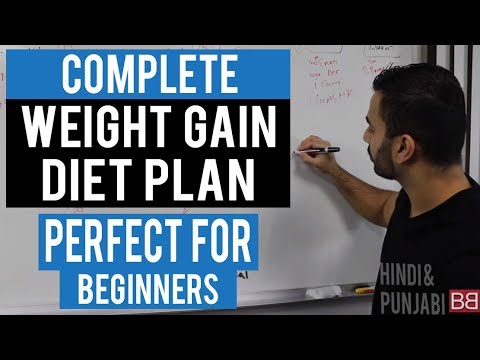 COMPLETE
WEIGHT GAIN
DIET PLAN
PERFECT FOR
BEGINNERS
HINDI &
PUNJABI BB